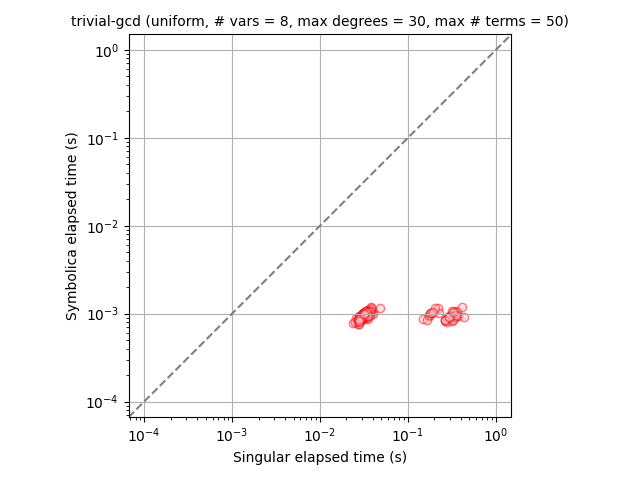 trivial-gcd (uniform, # vars = 8, max degrees = 30, max # terms = 50)
Symbolica elapsed time (s)
10⁰
10⁻¹
10⁻²
10⁻³
10⁻⁴
10⁻⁴ 10⁻³ 10⁻² 10⁻¹ 10⁰
Singular elapsed time (s)